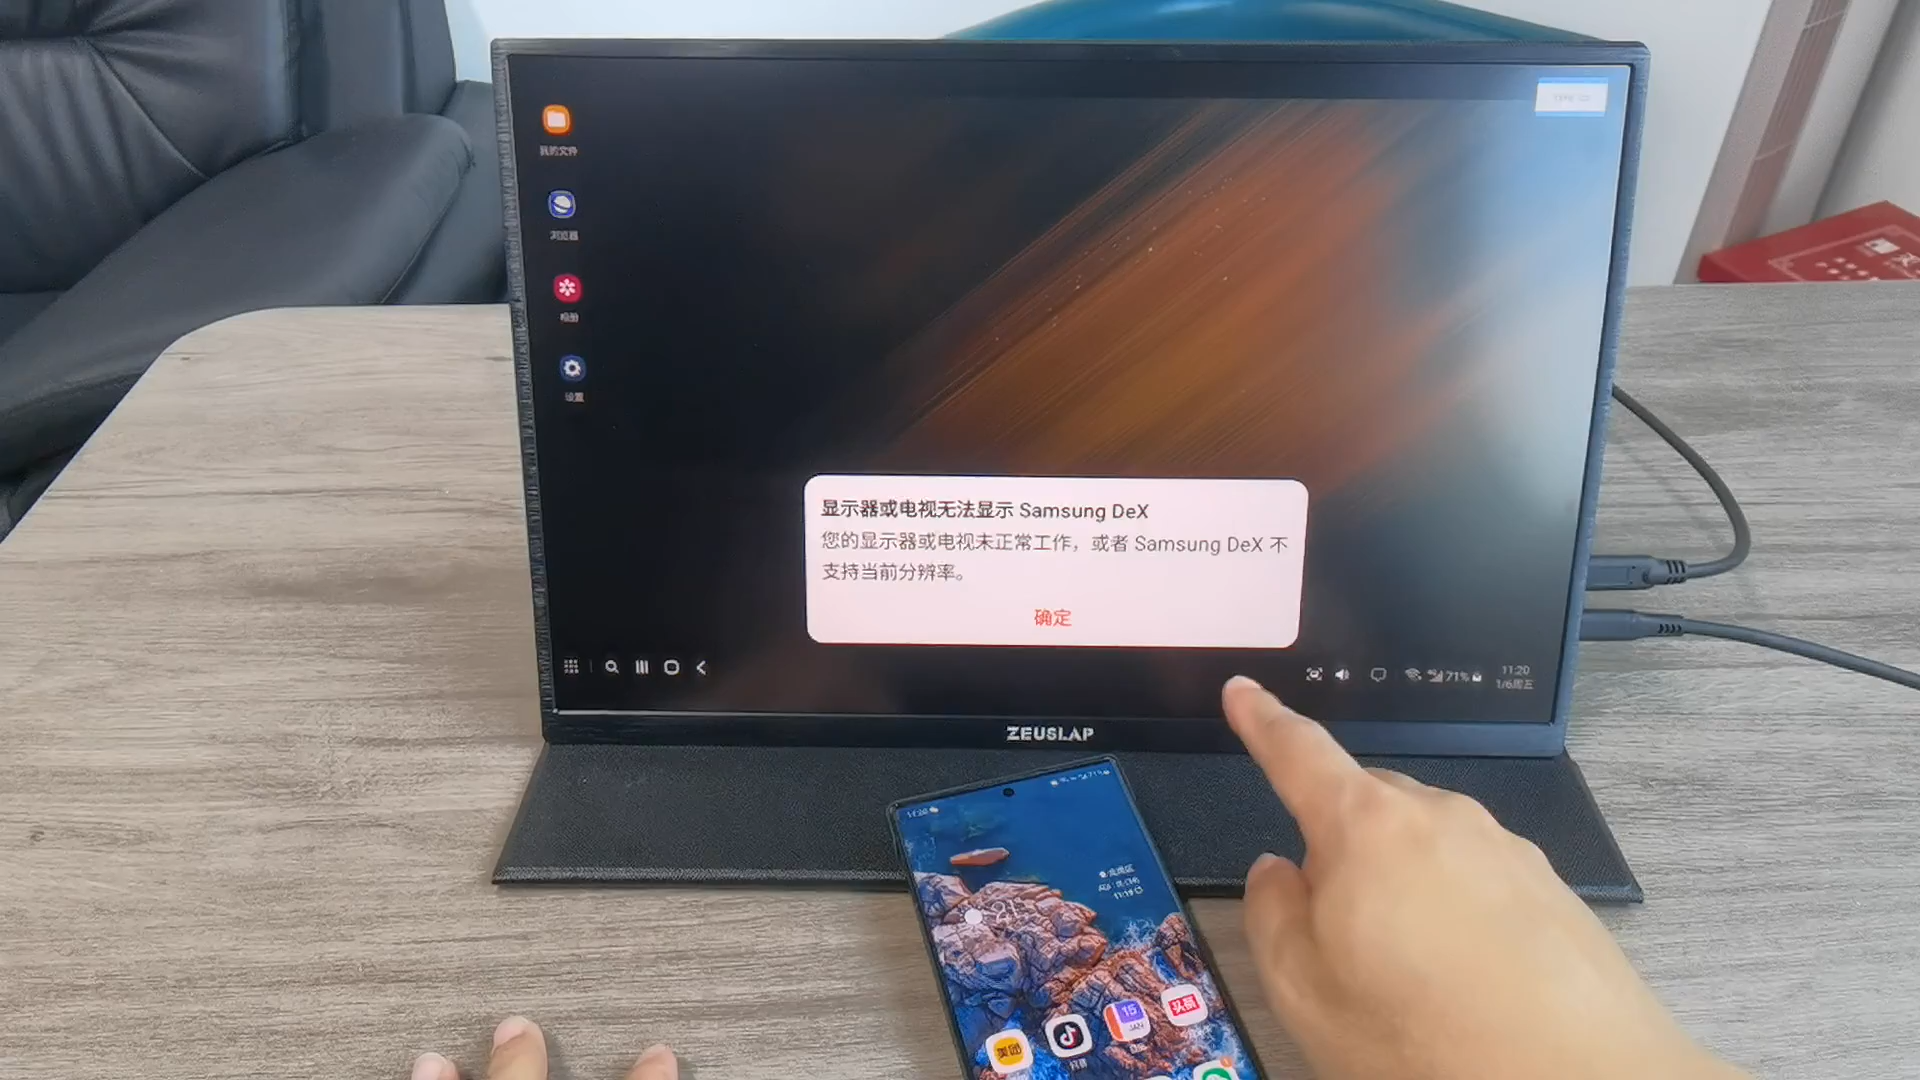 我的文件
浏览器
相册
设置
显示器或电视无法显示 Samsung DeX
您的显示器或电视未正常工作，或者 Samsung DeX 不
支持当前分辨率。
确定
71%
11:20
1/6周五
ZEUSLAP
21
美团
15
JAN
头条